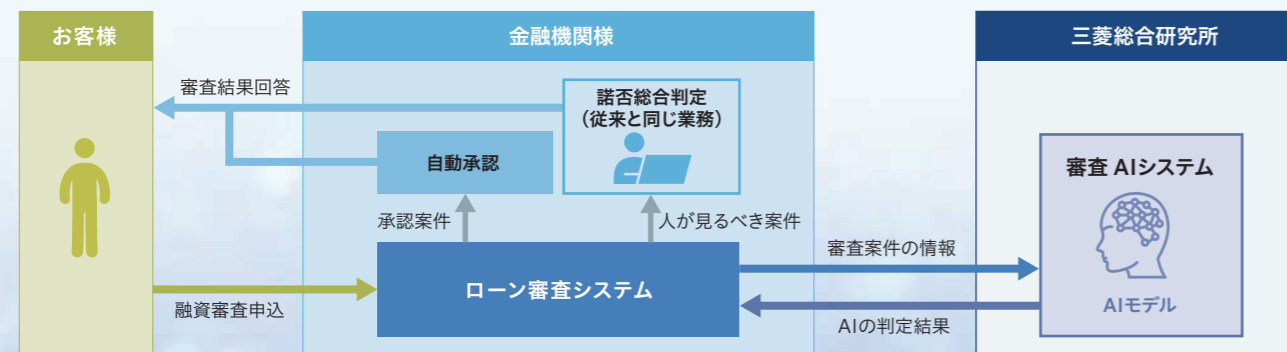 お客様
金融機関様
三菱総合研究所
審査結果回答
諾否総合判定
（従来と同じ業務）
自動承認
審査 AIシステム
承認案件
人が見るべき案件
審査案件の情報
ローン審査システム
融資審査申込
AIモデル
AIの判定結果